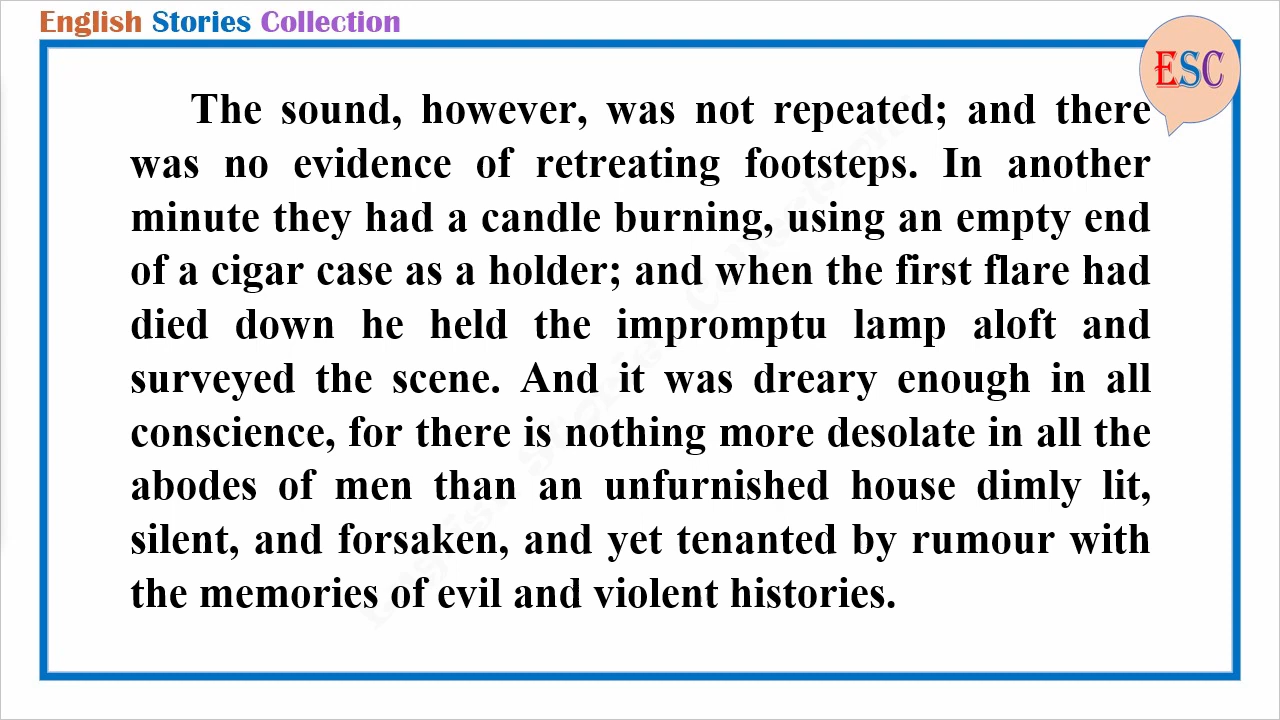 English Stories Collection
ESC
The sound, however, was not repeated; and there
was no evidence of retreating footsteps. In another
minute they had a candle burning, using an empty end
of a cigar case as a holder; and when the first flare had
died down he held the impromptu lamp aloft and
surveyed the scene. And it was dreary enough in all
conscience, for there is nothing more desolate in all the
abodes of men than an unfurnished house dimly lit,
silent, and forsaken, and yet tenanted by rumour with
the memories of evil and violent histories.
English Stories Collection